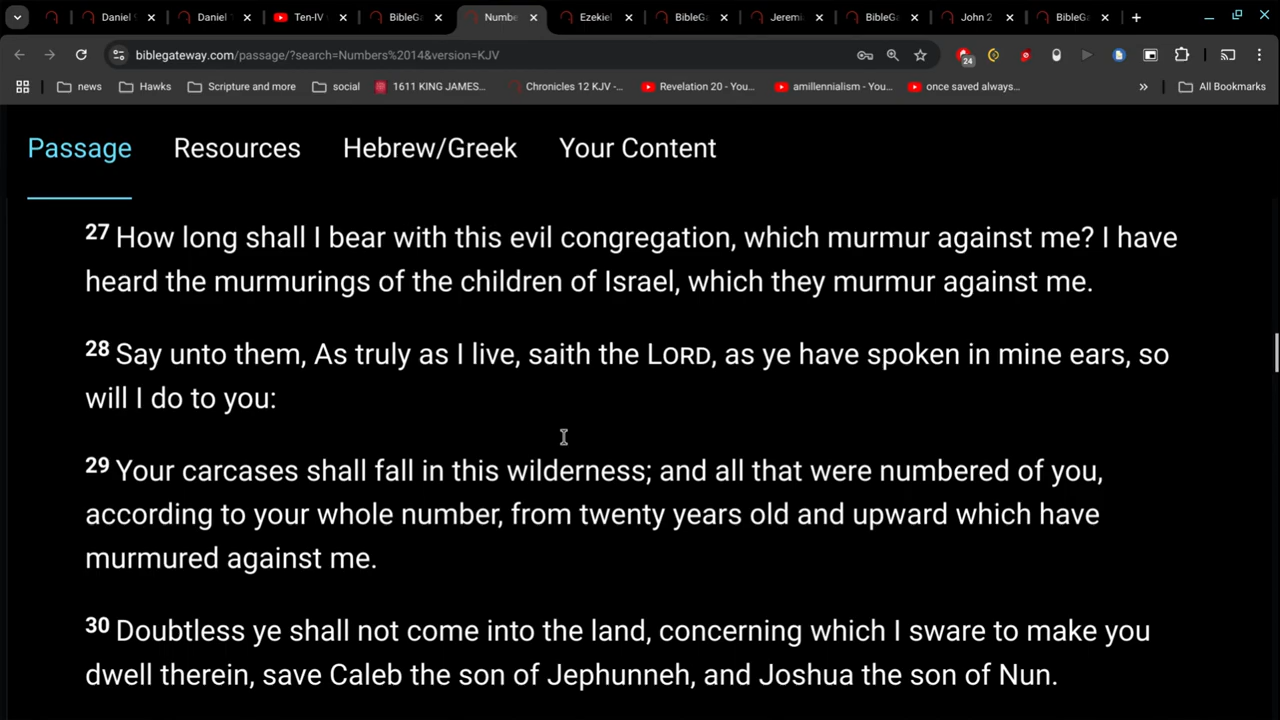 Daniel 9
Daniel
Ten-IV
BibleGa
Numbe
Ezekiel
BibleG
Jeremi
BibleG
John 2
BibleG
biblegateway.com/passage/?search=Numbers%2014&version=KJV
24
news
Hawks
Scripture and more
social
1611 KING JAMES...
Chronicles 12 KJV -...
Revelation 20 - You...
amillennialism - You...
once saved always...
»
All Bookmarks
Passage
Resources
Hebrew/Greek
Your Content
27 How long shall I bear with this evil congregation, which murmur against me? I have
heard the murmurings of the children of Israel, which they murmur against me.
28 Say unto them, As truly as I live, saith the LORD, as ye have spoken in mine ears, so
will I do to you:
29 Your carcases shall fall in this wilderness; and all that were numbered of you,
according to your whole number, from twenty years old and upward which have
murmured against me.
30 Doubtless ye shall not come into the land, concerning which I sware to make you
dwell therein, save Caleb the son of Jephunneh, and Joshua the son of Nun.